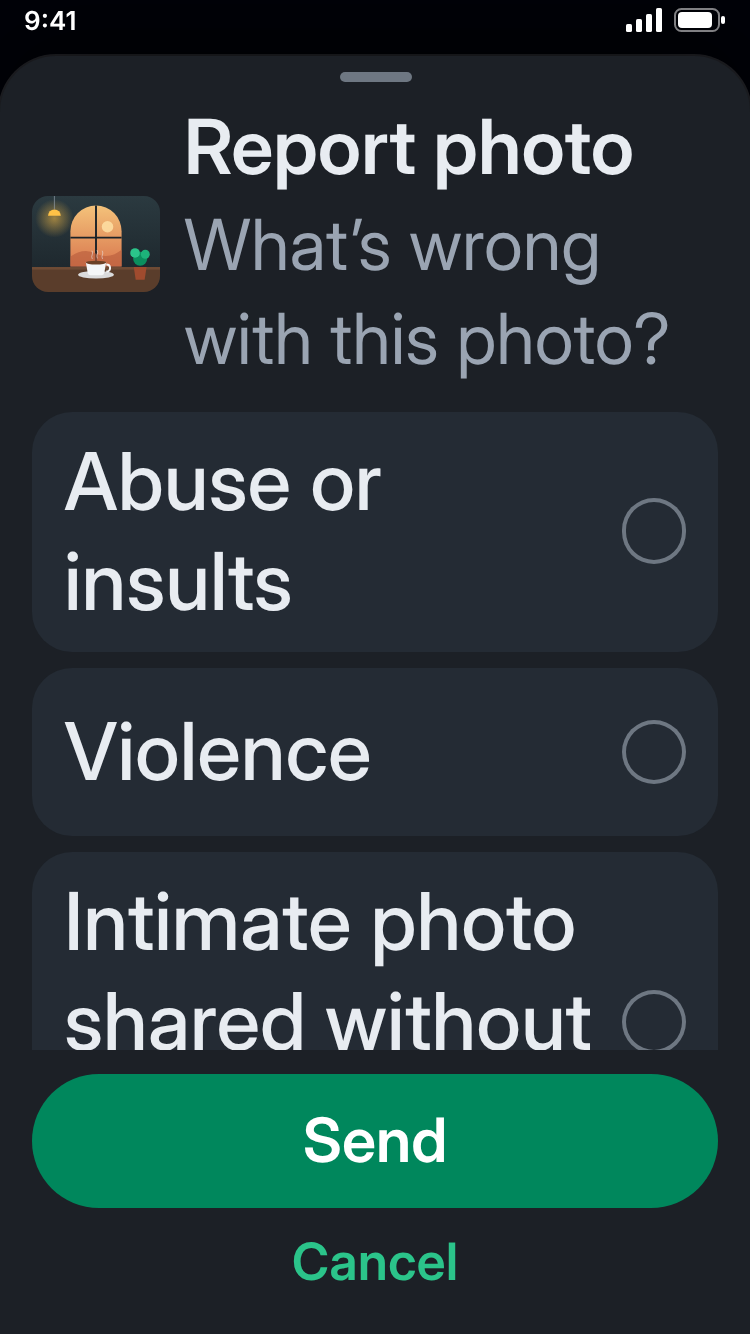 9:41
Report photo
What’s wrong
with this photo?
Abuse or
insults
Violence
Intimate photo
shared without
Send
Cancel